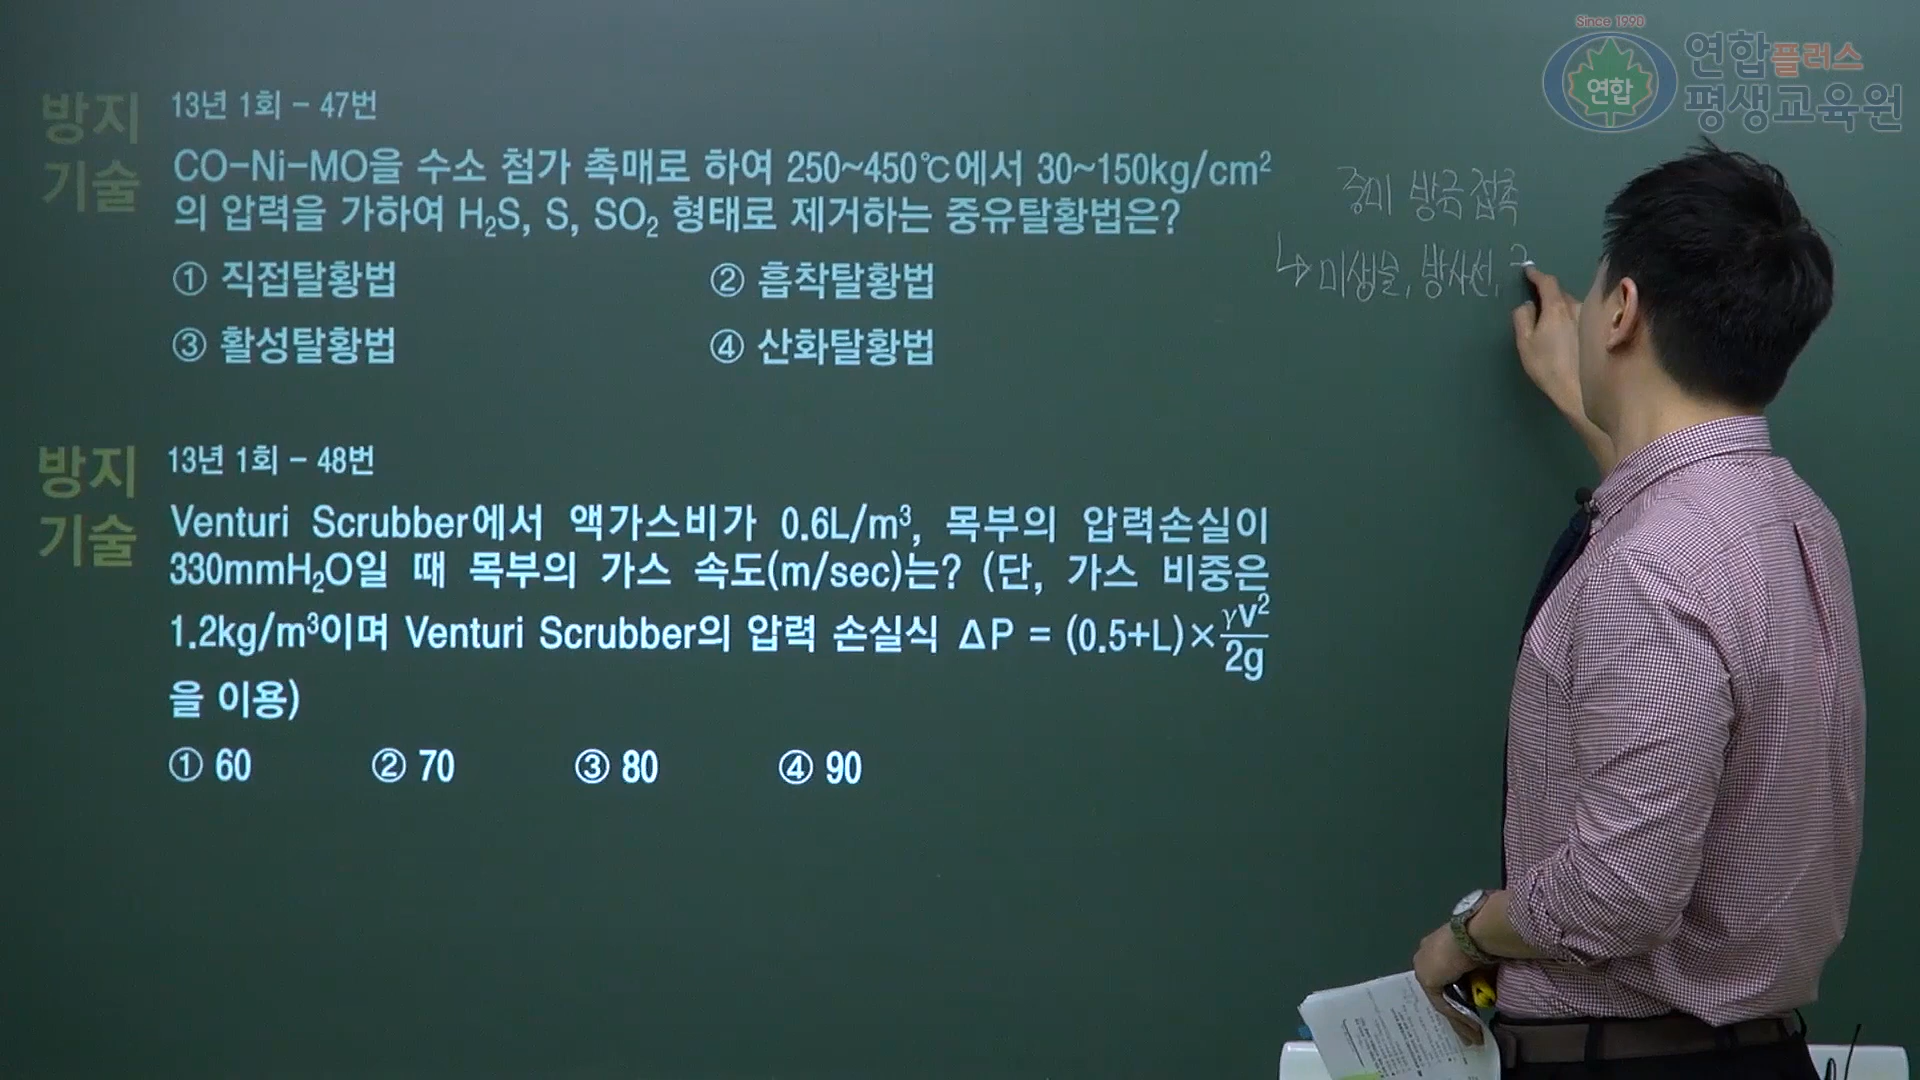 Since 1990
연합
연합플러스
평생교육원
방지
기술
13년 1회 - 47번
CO-Ni-MO을 수소 첨가 촉매로 하여 250~450℃에서 30~150kg/cm²
의 압력을 가하여 H₂S, S, SO₂ 형태로 제거하는 중유탈황법은?
① 직접탈황법 ② 흡착탈황법
③ 활성탈황법 ④ 산화탈황법
중미 방금접촉
↳ 미생물, 방사선,
방지
기술
13년 1회 - 48번
Venturi Scrubber에서 액가스비가 0.6L/m³, 목부의 압력손실이
330mmH₂O일 때 목부의 가스 속도(m/sec)는? (단, 가스 비중은
1.2kg/m³이며 Venturi Scrubber의 압력 손실식 ΔP = (0.5+L)×γV²/2g
을 이용)
① 60 ② 70 ③ 80 ④ 90